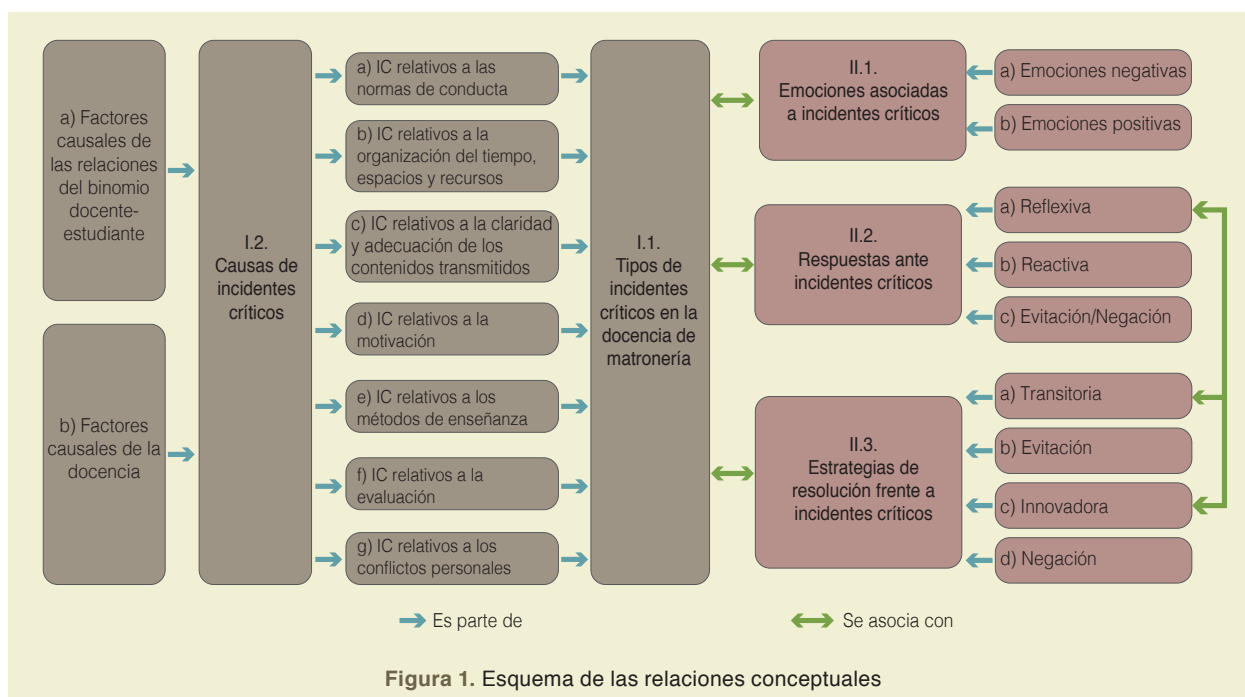 a) Factores
causales de
las relaciones
del binomio
docente-
estudiante
b) Factores
causales de la
docencia
I.2.
Causas de
incidentes
críticos
a) IC relativos a las
normas de conducta
b) IC relativos a la
organización del tiempo,
espacios y recursos
c) IC relativos a la claridad
y adecuación de los
contenidos transmitidos
d) IC relativos a la
motivación
e) IC relativos a los
métodos de enseñanza
f) IC relativos a la
evaluación
g) IC relativos a los
conflictos personales
I.1.
Tipos de
incidentes
críticos en la
docencia de
matronería
II.1.
Emociones asociadas
a incidentes críticos
a) Emociones negativas
b) Emociones positivas
II.2.
Respuestas ante
incidentes críticos
a) Reflexiva
b) Reactiva
c) Evitación/Negación
II.3.
Estrategias de
resolución frente a
incidentes críticos
a) Transitoria
b) Evitación
c) Innovadora
d) Negación
Es parte de
Se asocia con
Figura 1. Esquema de las relaciones conceptuales